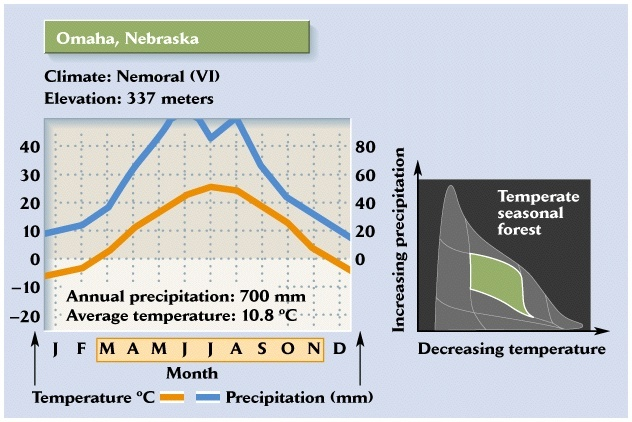 Omaha, Nebraska
Climate: Nemoral (VI)
Elevation: 337 meters
40
30
20
10
0
−10
−20
80
60
40
20
0
Annual precipitation: 700 mm
Average temperature: 10.8 ºC
J F M A M J J A S O N D
Month
Temperature ºC
Precipitation (mm)
Increasing precipitation
Temperate
seasonal
forest
Decreasing temperature